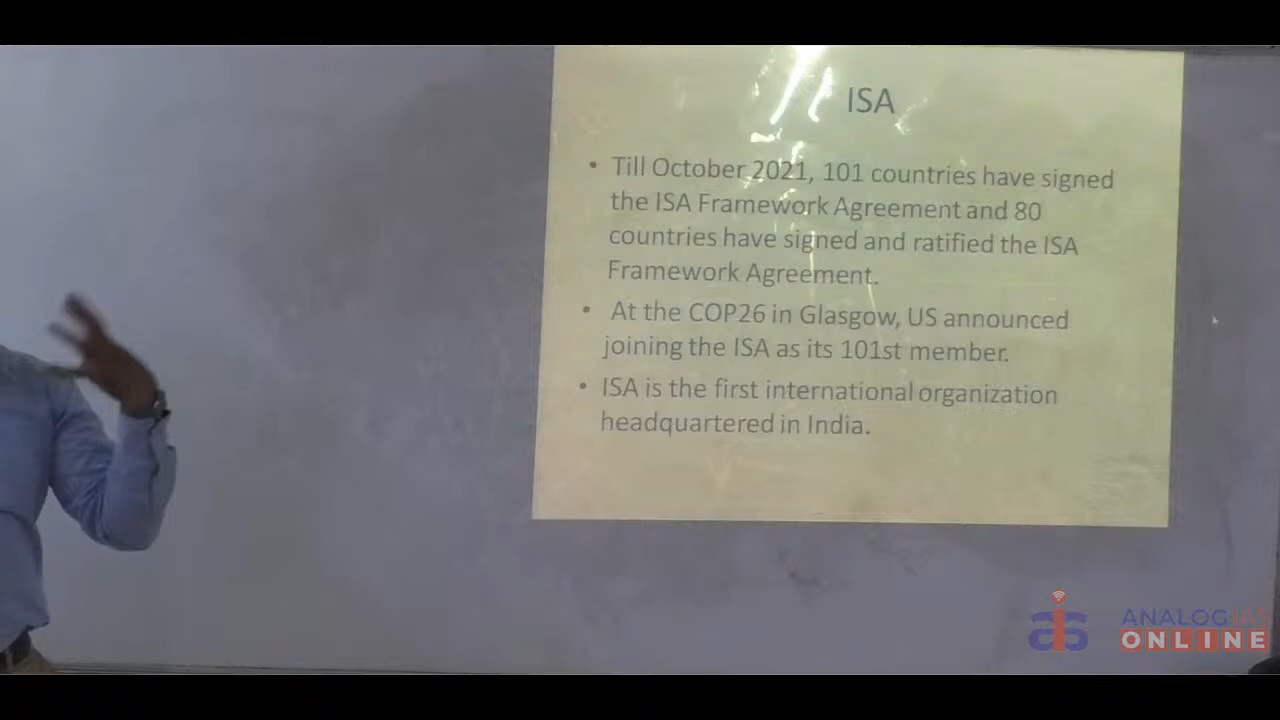 ISA
• Till October 2021, 101 countries have signed
the ISA Framework Agreement and 80
countries have signed and ratified the ISA
Framework Agreement.
• At the COP26 in Glasgow, US announced
joining the ISA as its 101st member.
• ISA is the first international organization
headquartered in India.
ais ANALOG IAS
ONLINE